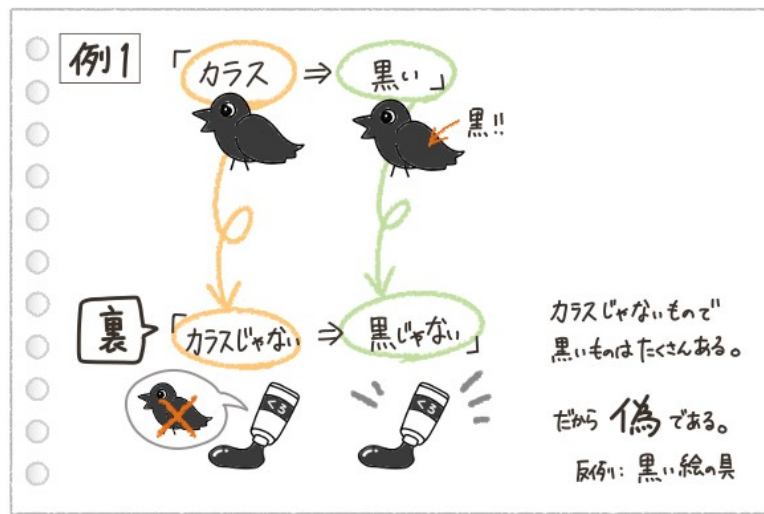 例1
「カラス ⇒ 黒い」
黒!!
裏
「カラスじゃない ⇒ 黒じゃない」
くろ
カラスじゃないもので
黒いものはたくさんある。
だから 偽 である。
反例: 黒い絵の具